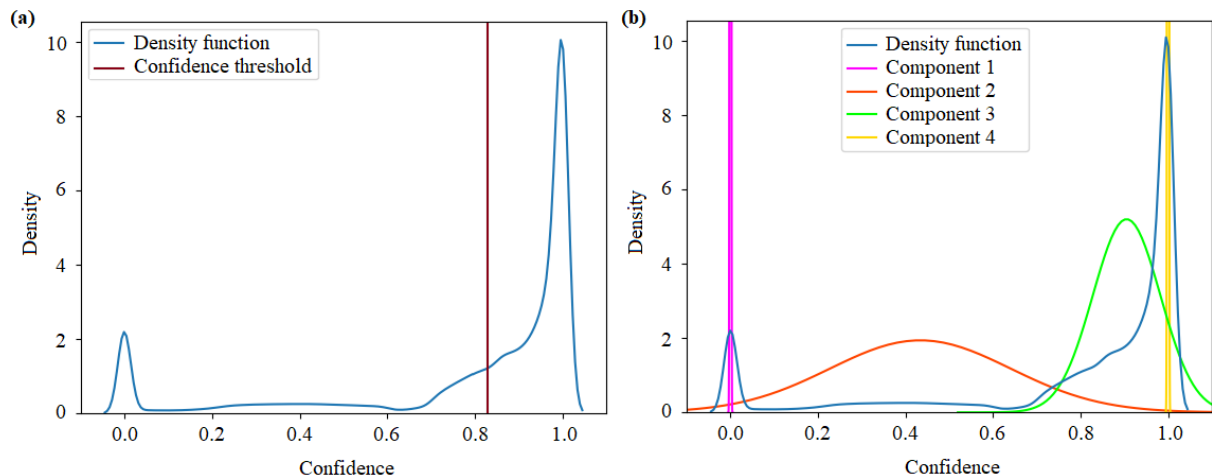 (a)
Density function
Confidence threshold
10
8
6
4
2
0
Density
0.0 0.2 0.4 0.6 0.8 1.0
Confidence
(b)
Density function
Component 1
Component 2
Component 3
Component 4
10
8
6
4
2
0
Density
0.0 0.2 0.4 0.6 0.8 1.0
Confidence